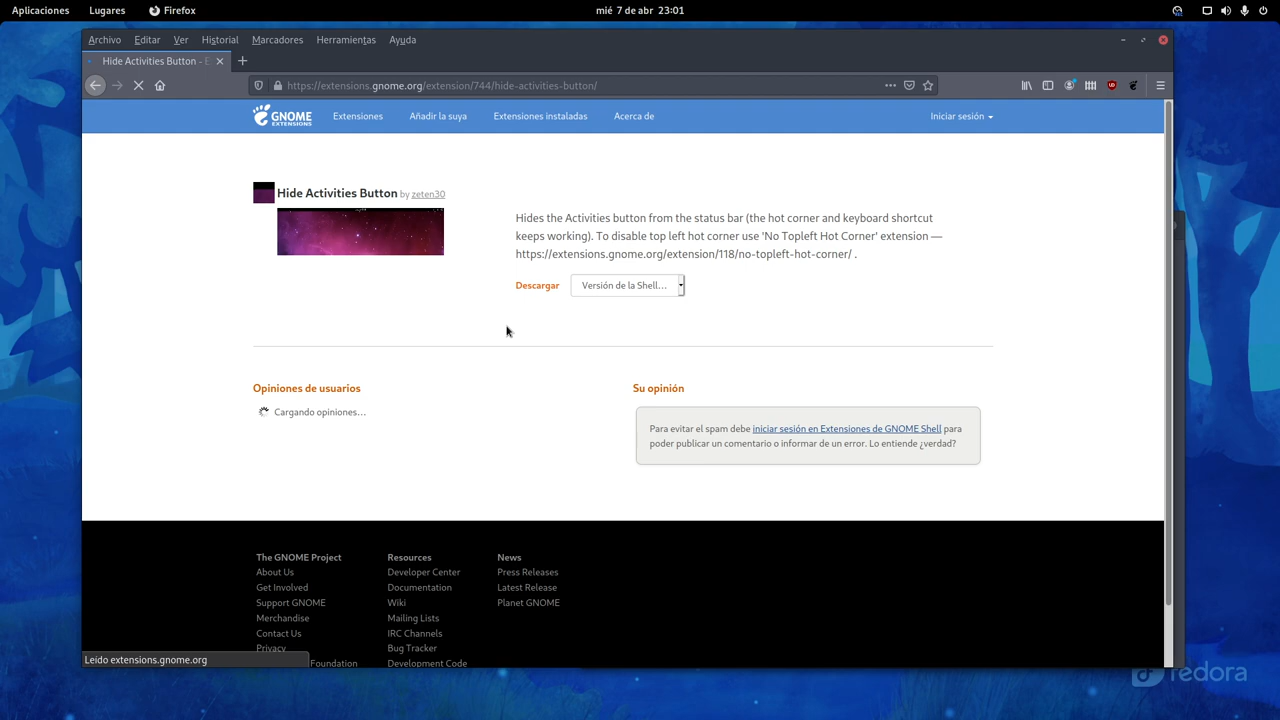 Aplicaciones Lugares Firefox mié 7 de abr 23:01
Archivo Editar Ver Historial Marcadores Herramientas Ayuda
Hide Activities Button - E
https://extensions.gnome.org/extension/744/hide-activities-button/
GNOME EXTENSIONS Extensiones Añadir la suya Extensiones instaladas Acerca de Iniciar sesión
Hide Activities Button by zeten30
Hides the Activities button from the status bar (the hot corner and keyboard shortcut
keeps working). To disable top left hot corner use 'No Topleft Hot Corner' extension —
https://extensions.gnome.org/extension/118/no-topleft-hot-corner/ .
Descargar Versión de la Shell...
Opiniones de usuarios
Cargando opiniones…
Su opinión
Para evitar el spam debe iniciar sesión en Extensiones de GNOME Shell para
poder publicar un comentario o informar de un error. Lo entiende ¿verdad?
The GNOME Project
About Us
Get Involved
Support GNOME
Merchandise
Contact Us
Privacy
Foundation
Resources
Developer Center
Documentation
Wiki
Mailing Lists
IRC Channels
Bug Tracker
Development Code
News
Press Releases
Latest Release
Planet GNOME
Leído extensions.gnome.org
fedora